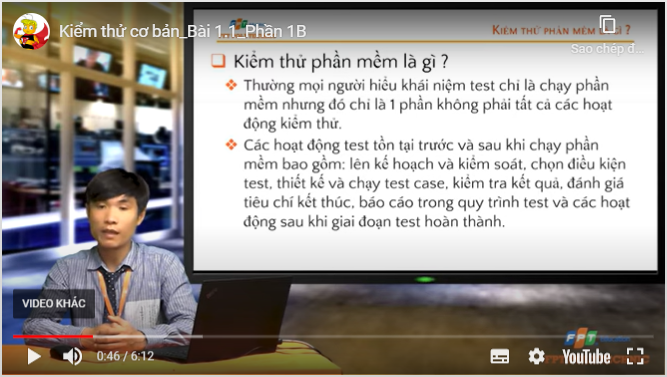 Kiểm thử cơ bản_Bài 1.1_Phần 1B
KIỂM THỬ PHẦN MỀM LÀ GÌ ?
Sao chép đ...
Kiểm thử phần mềm là gì ?
Thường mọi người hiểu khái niệm test chỉ là chạy phần
mềm nhưng đó chỉ là 1 phần không phải tất cả các hoạt
động kiểm thử.
Các hoạt động test tồn tại trước và sau khi chạy phần
mềm bao gồm: lên kế hoạch và kiểm soát, chọn điều kiện
test, thiết kế và chạy test case, kiểm tra kết quả, đánh giá
tiêu chí kết thúc, báo cáo trong quy trình test và các hoạt
động sau khi giai đoạn test hoàn thành.
VIDEO KHÁC
FPT
0:46 / 6:12
YouTube